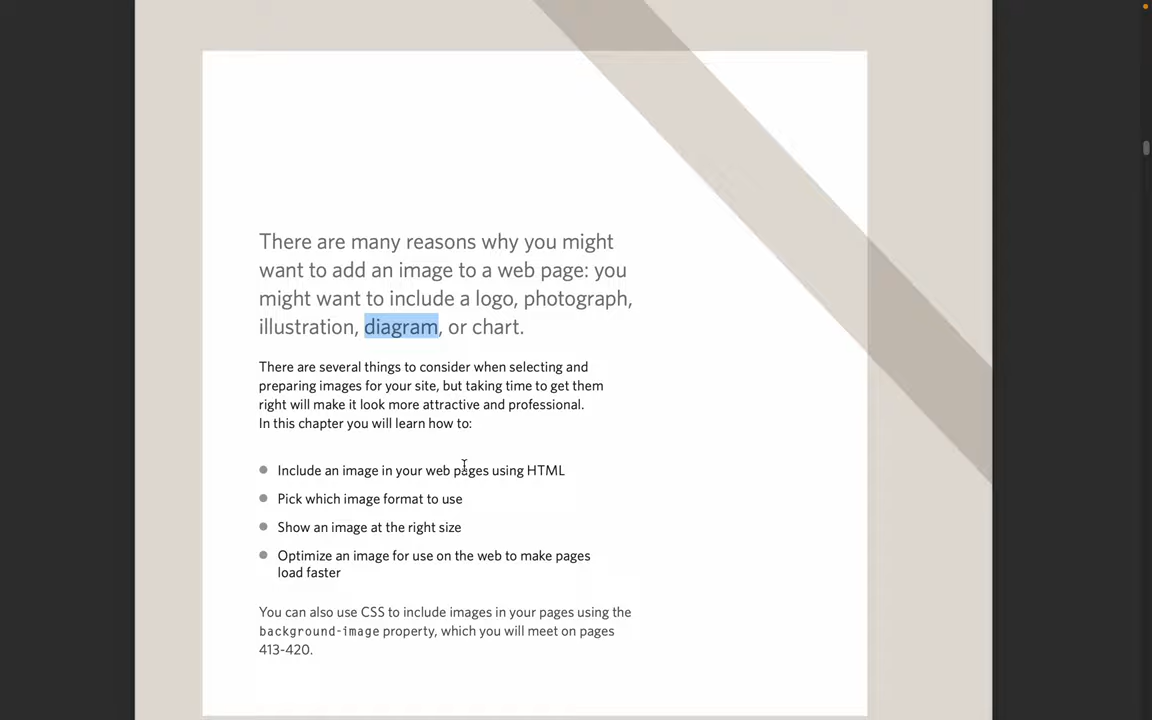 There are many reasons why you might
want to add an image to a web page: you
might want to include a logo, photograph,
illustration, diagram, or chart.
There are several things to consider when selecting and
preparing images for your site, but taking time to get them
right will make it look more attractive and professional.
In this chapter you will learn how to:
Include an image in your web pages using HTML
Pick which image format to use
Show an image at the right size
Optimize an image for use on the web to make pages
load faster
You can also use CSS to include images in your pages using the
background-image property, which you will meet on pages
413-420.